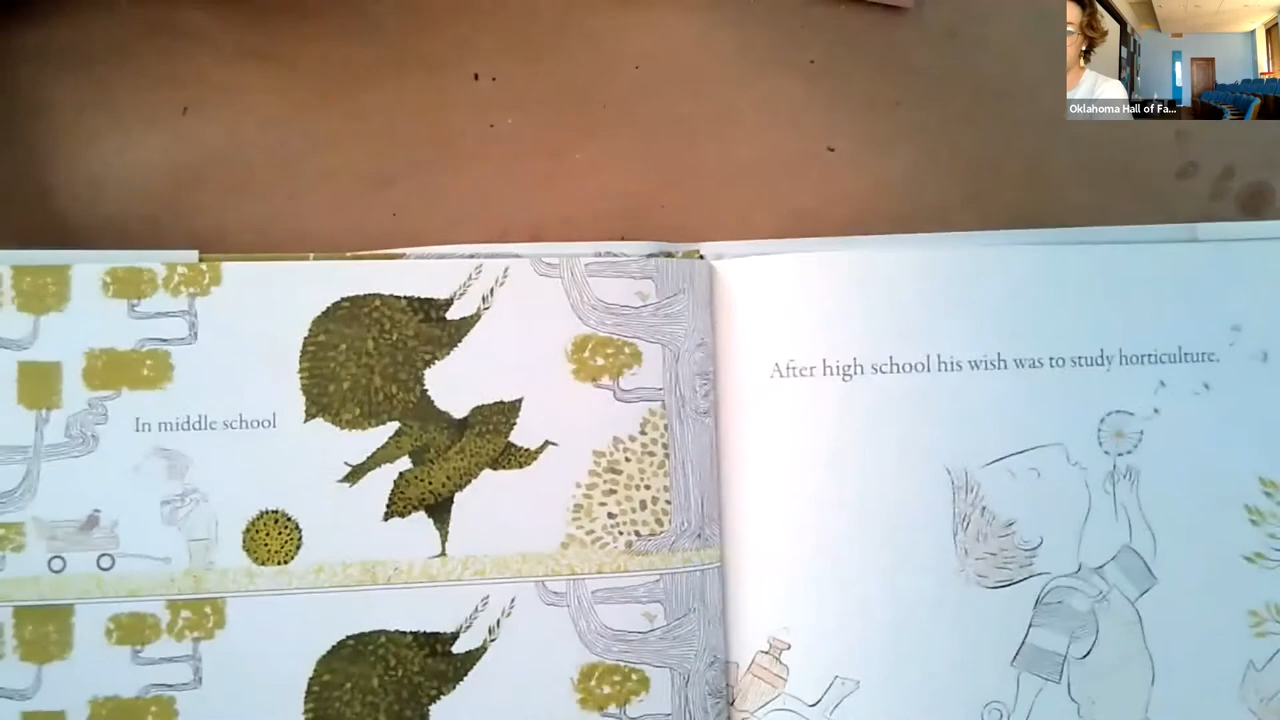 Oklahoma Hall of Fa...
In middle school
After high school his wish was to study horticulture.